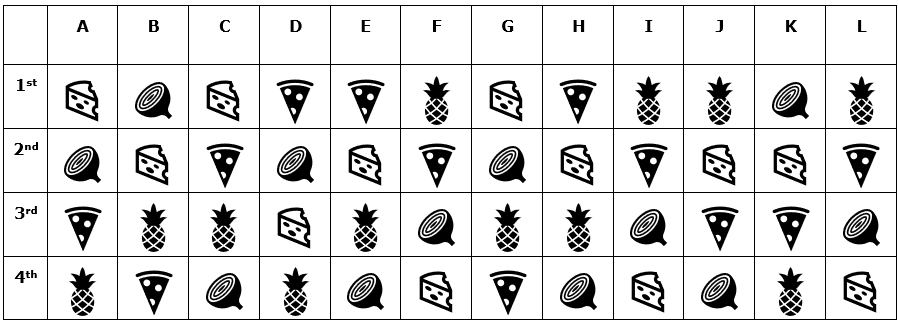 A B C D E F G H I J K L
1st
2nd
3rd
4th